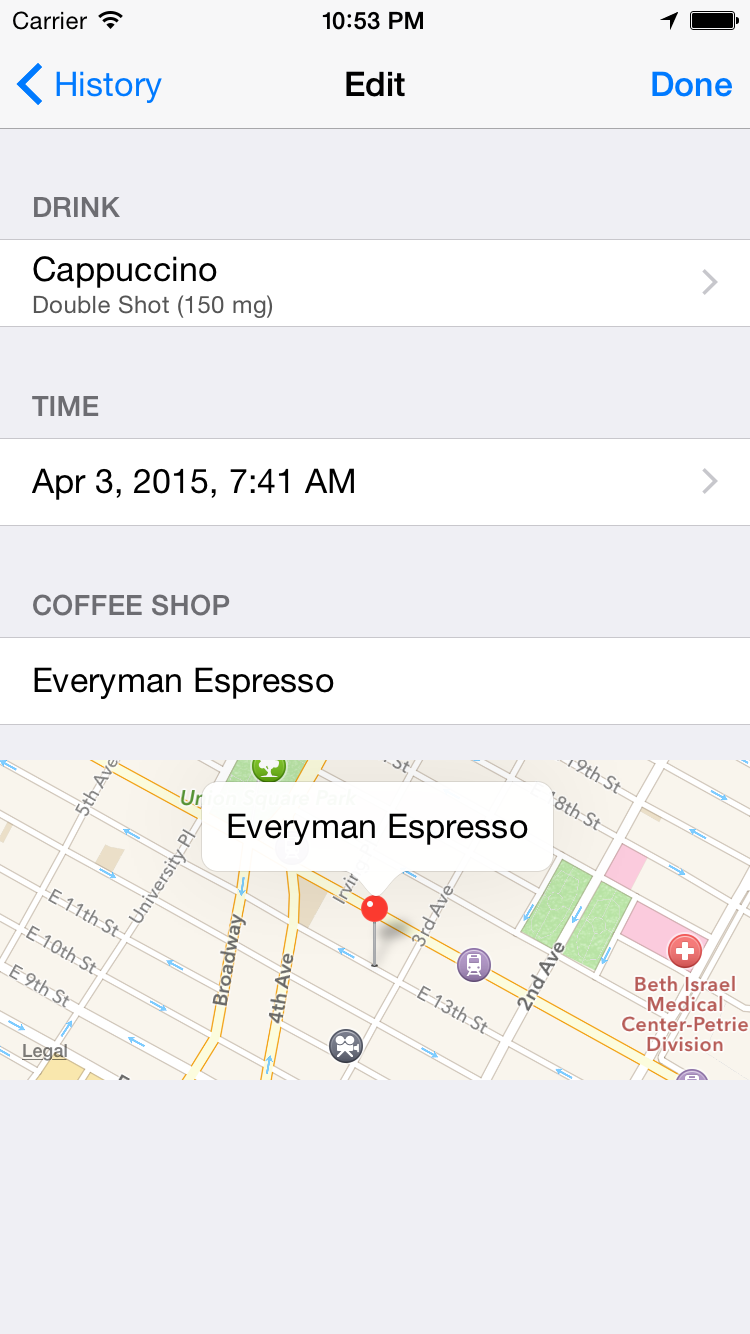 Carrier 10:53 PM
History Edit Done
DRINK
Cappuccino
Double Shot (150 mg)
TIME
Apr 3, 2015, 7:41 AM
COFFEE SHOP
Everyman Espresso
5th Ave
St
19th St
18th St
Union Square Park
Everyman Espresso
University Pl
Irving
3rd Ave
E 11th St
E 10th St
E 9th St
Broadway
4th Ave
2nd Ave
E 13th St
Beth Israel
Medical
Center-Petrie
Division
Legal